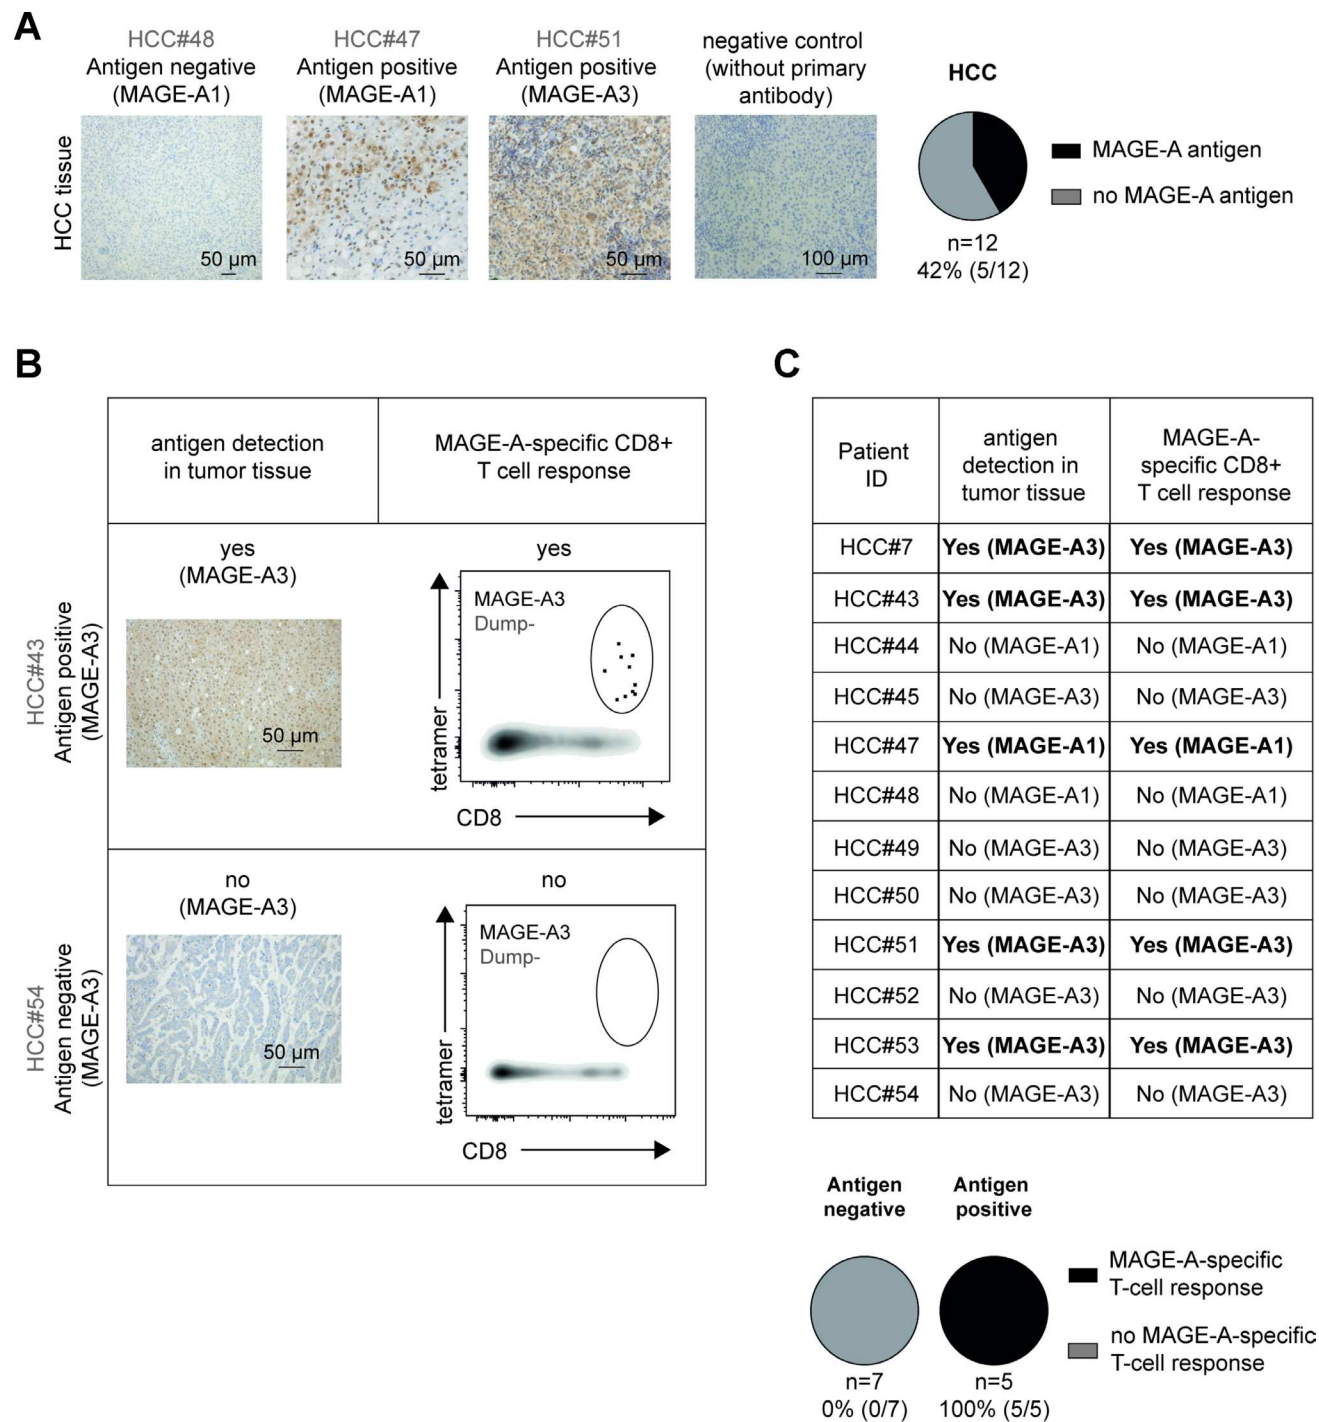 A
HCC#48
Antigen negative
(MAGE-A1)
HCC#47
Antigen positive
(MAGE-A1)
HCC#51
Antigen positive
(MAGE-A3)
negative control
(without primary
antibody)
HCC tissue
50 µm
50 µm
50 µm
100 µm
HCC
MAGE-A antigen
no MAGE-A antigen
n=12
42% (5/12)
B
antigen detection
in tumor tissue
MAGE-A-specific CD8+
T cell response
HCC#43
Antigen positive
(MAGE-A3)
yes
(MAGE-A3)
50 µm
yes
MAGE-A3
Dump-
tetramer
CD8
HCC#54
Antigen negative
(MAGE-A3)
no
(MAGE-A3)
50 µm
no
MAGE-A3
Dump-
tetramer
CD8
C
Patient
ID
antigen
detection in
tumor tissue
MAGE-A-
specific CD8+
T cell response
HCC#7 Yes (MAGE-A3) Yes (MAGE-A3)
HCC#43 Yes (MAGE-A3) Yes (MAGE-A3)
HCC#44 No (MAGE-A1) No (MAGE-A1)
HCC#45 No (MAGE-A3) No (MAGE-A3)
HCC#47 Yes (MAGE-A1) Yes (MAGE-A1)
HCC#48 No (MAGE-A1) No (MAGE-A1)
HCC#49 No (MAGE-A3) No (MAGE-A3)
HCC#50 No (MAGE-A3) No (MAGE-A3)
HCC#51 Yes (MAGE-A3) Yes (MAGE-A3)
HCC#52 No (MAGE-A3) No (MAGE-A3)
HCC#53 Yes (MAGE-A3) Yes (MAGE-A3)
HCC#54 No (MAGE-A3) No (MAGE-A3)
Antigen
negative
Antigen
positive
n=7
0% (0/7)
n=5
100% (5/5)
MAGE-A-specific
T-cell response
no MAGE-A-specific
T-cell response